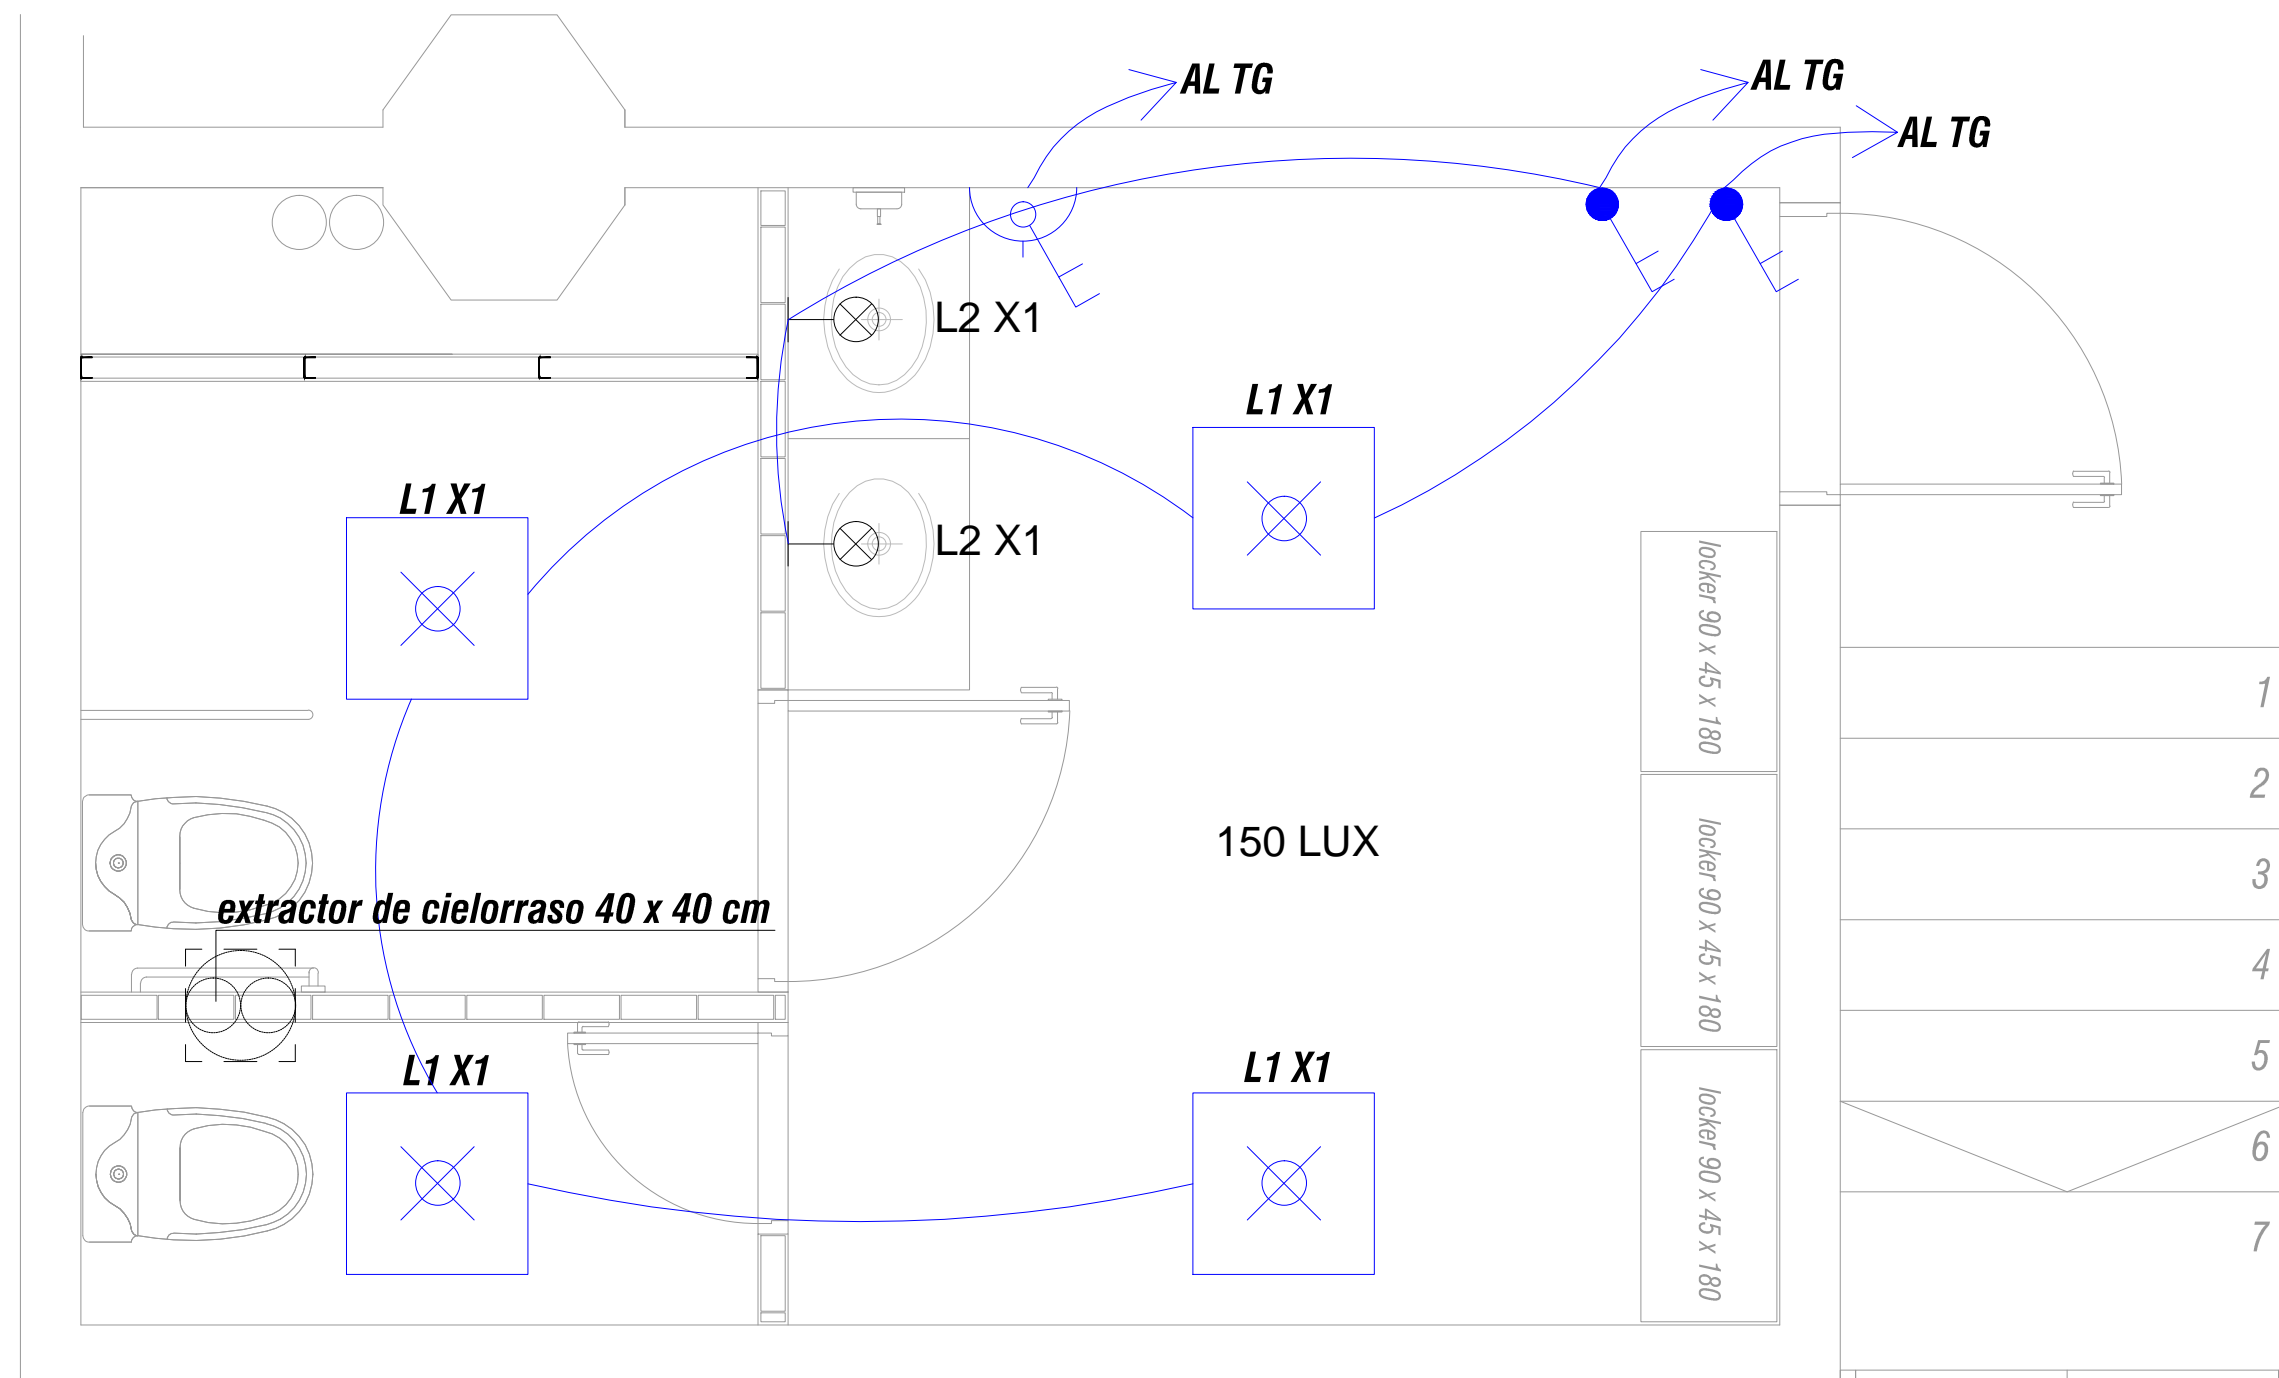 AL TG
AL TG
AL TG
L2 X1
L1 X1
L1 X1
L2 X1
locker 90 x 45 x 180
1
2
150 LUX
locker 90 x 45 x 180
3
extractor de cielorraso 40 x 40 cm
4
L1 X1
L1 X1
5
locker 90 x 45 x 180
6
7